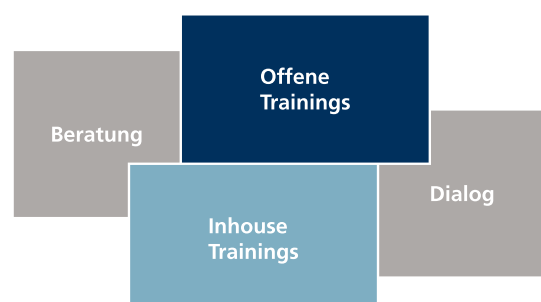 Offene
Trainings
Beratung
Dialog
Inhouse
Trainings